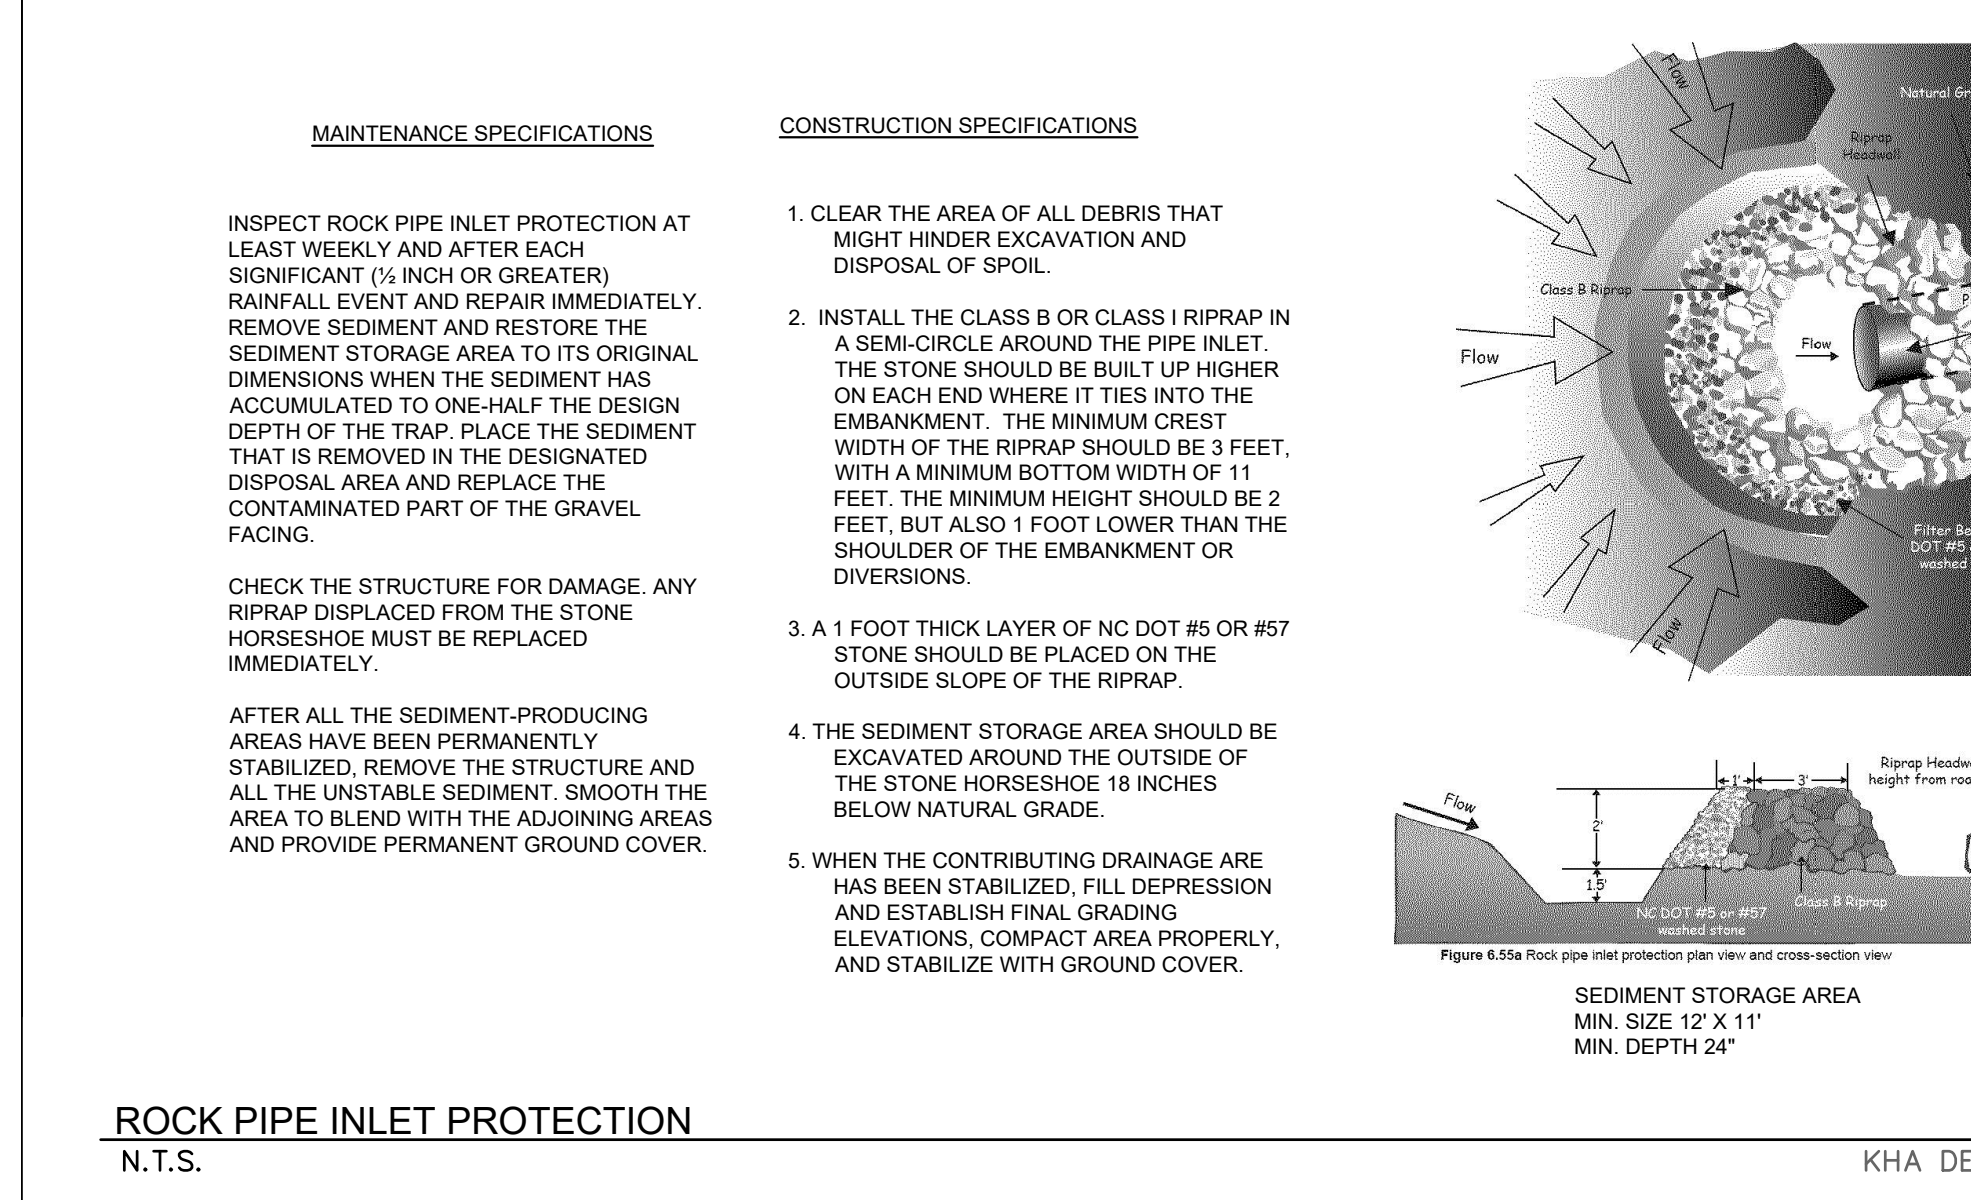 MAINTENANCE SPECIFICATIONS
INSPECT ROCK PIPE INLET PROTECTION AT
LEAST WEEKLY AND AFTER EACH
SIGNIFICANT (½ INCH OR GREATER)
RAINFALL EVENT AND REPAIR IMMEDIATELY.
REMOVE SEDIMENT AND RESTORE THE
SEDIMENT STORAGE AREA TO ITS ORIGINAL
DIMENSIONS WHEN THE SEDIMENT HAS
ACCUMULATED TO ONE-HALF THE DESIGN
DEPTH OF THE TRAP. PLACE THE SEDIMENT
THAT IS REMOVED IN THE DESIGNATED
DISPOSAL AREA AND REPLACE THE
CONTAMINATED PART OF THE GRAVEL
FACING.
CHECK THE STRUCTURE FOR DAMAGE. ANY
RIPRAP DISPLACED FROM THE STONE
HORSESHOE MUST BE REPLACED
IMMEDIATELY.
AFTER ALL THE SEDIMENT-PRODUCING
AREAS HAVE BEEN PERMANENTLY
STABILIZED, REMOVE THE STRUCTURE AND
ALL THE UNSTABLE SEDIMENT. SMOOTH THE
AREA TO BLEND WITH THE ADJOINING AREAS
AND PROVIDE PERMANENT GROUND COVER.
CONSTRUCTION SPECIFICATIONS
1. CLEAR THE AREA OF ALL DEBRIS THAT
MIGHT HINDER EXCAVATION AND
DISPOSAL OF SPOIL.
2. INSTALL THE CLASS B OR CLASS I RIPRAP IN
A SEMI-CIRCLE AROUND THE PIPE INLET.
THE STONE SHOULD BE BUILT UP HIGHER
ON EACH END WHERE IT TIES INTO THE
EMBANKMENT. THE MINIMUM CREST
WIDTH OF THE RIPRAP SHOULD BE 3 FEET,
WITH A MINIMUM BOTTOM WIDTH OF 11
FEET. THE MINIMUM HEIGHT SHOULD BE 2
FEET, BUT ALSO 1 FOOT LOWER THAN THE
SHOULDER OF THE EMBANKMENT OR
DIVERSIONS.
3. A 1 FOOT THICK LAYER OF NC DOT #5 OR #57
STONE SHOULD BE PLACED ON THE
OUTSIDE SLOPE OF THE RIPRAP.
4. THE SEDIMENT STORAGE AREA SHOULD BE
EXCAVATED AROUND THE OUTSIDE OF
THE STONE HORSESHOE 18 INCHES
BELOW NATURAL GRADE.
5. WHEN THE CONTRIBUTING DRAINAGE ARE
HAS BEEN STABILIZED, FILL DEPRESSION
AND ESTABLISH FINAL GRADING
ELEVATIONS, COMPACT AREA PROPERLY,
AND STABILIZE WITH GROUND COVER.
Flow
Natural Gr
Riprap
Headwall
Class B Riprap
P
Flow
Flow
Filter Be
DOT #5
washed
Flow
Riprap Headw
height from roa
1'
3'
Flow
2'
1.5'
Class B Riprap
NC DOT #5 or #57
washed stone
Figure 6.55a Rock pipe inlet protection plan view and cross-section view
SEDIMENT STORAGE AREA
MIN. SIZE 12' X 11'
MIN. DEPTH 24"
ROCK PIPE INLET PROTECTION
N.T.S.
KHA DE